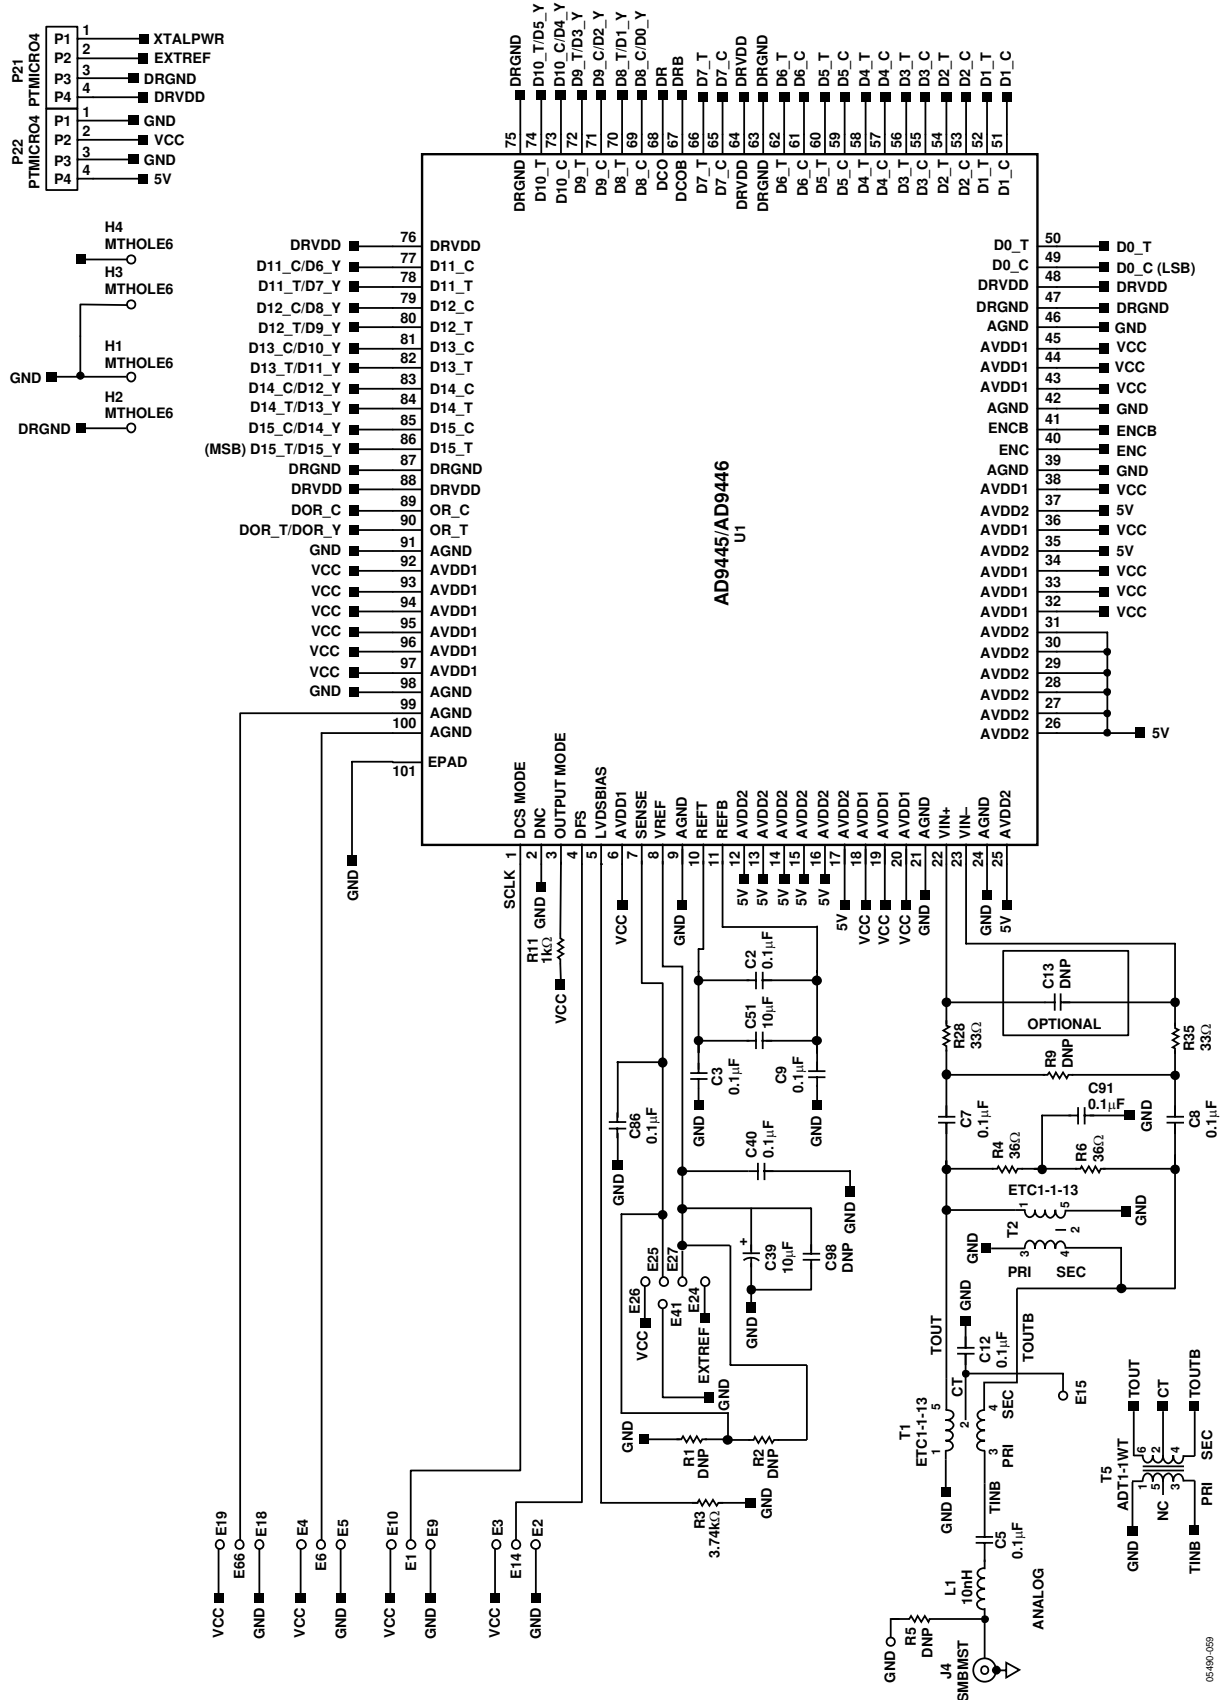 P21
PTMICRO4
P1 1 XTALPWR
P2 2 EXTREF
P3 3 DRGND
P4 4 DRVDD
P22
PTMICRO4
P1 1 GND
P2 2 VCC
P3 3 GND
P4 4 5V
H4
MTHOLE6
H3
MTHOLE6
H1
MTHOLE6
GND
H2
MTHOLE6
DRGND
DRGND 75 DRGND
D10_T/D5_Y 74 D10_T
D10_C/D4_Y 73 D10_C
D9_T/D3_Y 72 D9_T
D9_C/D2_Y 71 D9_C
D8_T/D1_Y 70 D8_T
D8_C/D0_Y 69 D8_C
DR 68 DCO
DRB 67 DCOB
D7_T 66 D7_T
D7_C 65 D7_C
DRVDD 64 DRVDD
DRGND 63 DRGND
D6_T 62 D6_T
D6_C 61 D6_C
D5_T 60 D5_T
D5_C 59 D5_C
D4_T 58 D4_T
D4_C 57 D4_C
D3_T 56 D3_T
D3_C 55 D3_C
D2_T 54 D2_T
D2_C 53 D2_C
D1_T 52 D1_T
D1_C 51 D1_C
DRVDD 76 DRVDD
D11_C/D6_Y 77 D11_C
D11_T/D7_Y 78 D11_T
D12_C/D8_Y 79 D12_C
D12_T/D9_Y 80 D12_T
D13_C/D10_Y 81 D13_C
D13_T/D11_Y 82 D13_T
D14_C/D12_Y 83 D14_C
D14_T/D13_Y 84 D14_T
D15_C/D14_Y 85 D15_C
(MSB) D15_T/D15_Y 86 D15_T
DRGND 87 DRGND
DRVDD 88 DRVDD
DOR_C 89 OR_C
DOR_T/DOR_Y 90 OR_T
GND 91 AGND
VCC 92 AVDD1
VCC 93 AVDD1
VCC 94 AVDD1
VCC 95 AVDD1
VCC 96 AVDD1
VCC 97 AVDD1
GND 98 AGND
99 AGND
100 AGND
101 EPAD
GND
AD9445/AD9446
U1
D0_T 50 D0_T
D0_C 49 D0_C (LSB)
DRVDD 48 DRVDD
DRGND 47 DRGND
AGND 46 GND
AVDD1 45 VCC
AVDD1 44 VCC
AVDD1 43 VCC
AGND 42 GND
ENCB 41 ENCB
ENC 40 ENC
AGND 39 GND
AVDD1 38 VCC
AVDD2 37 5V
AVDD1 36 VCC
AVDD2 35 5V
AVDD1 34 VCC
AVDD1 33 VCC
AVDD1 32 VCC
AVDD2 31
AVDD2 30
AVDD2 29
AVDD2 28
AVDD2 27
AVDD2 26 5V
DCS MODE 1 SCLK
DNC 2 GND
OUTPUT MODE 3
DFS 4
LVDSBIAS 5
AVDD1 6 VCC
SENSE 7
VREF 8
AGND 9 GND
REFT 10
REFB 11
AVDD2 12 5V
AVDD2 13 5V
AVDD2 14 5V
AVDD2 15 5V
AVDD2 16 5V
AVDD2 17 5V
AVDD1 18 VCC
AVDD1 19 VCC
AVDD1 20 VCC
AGND 21 GND
VIN+ 22
VIN– 23
AGND 24 GND
AVDD2 25 5V
R11
1kΩ
VCC
C2
0.1µF
C51
10µF
C3
0.1µF
GND
C9
0.1µF
GND
C86
0.1µF
GND
C40
0.1µF
GND
C39
10µF
+
C98
DNP
GND
E25
E27
E26
VCC
E41
E24
EXTREF
GND
GND
R1
DNP
R2
DNP
R3
3.74kΩ
GND
C13
DNP
OPTIONAL
R28
33Ω
R35
33Ω
R9
DNP
C91
0.1µF
GND
C7
0.1µF
C8
0.1µF
R4
36Ω
R6
36Ω
ETC1-1-13
1 5
T2
2
GND
GND
3 4
PRI SEC
TOUT
GND
C12
0.1µF
TOUTB
CT
E15
T1
ETC1-1-13
1 5
2
3 4
PRI SEC
GND
TINB
C5
0.1µF
L1
10nH
ANALOG
GND
R5
DNP
J4
SMBMST
TOUT
CT
TOUTB
6 2 4
SEC
T5
ADT1-1WT
1 5 3
PRI
GND
NC
TINB
E19
E66
E18
VCC
GND
E4
E6
E5
VCC
GND
E10
E1
E9
VCC
GND
E3
E14
E2
VCC
GND
05490-059